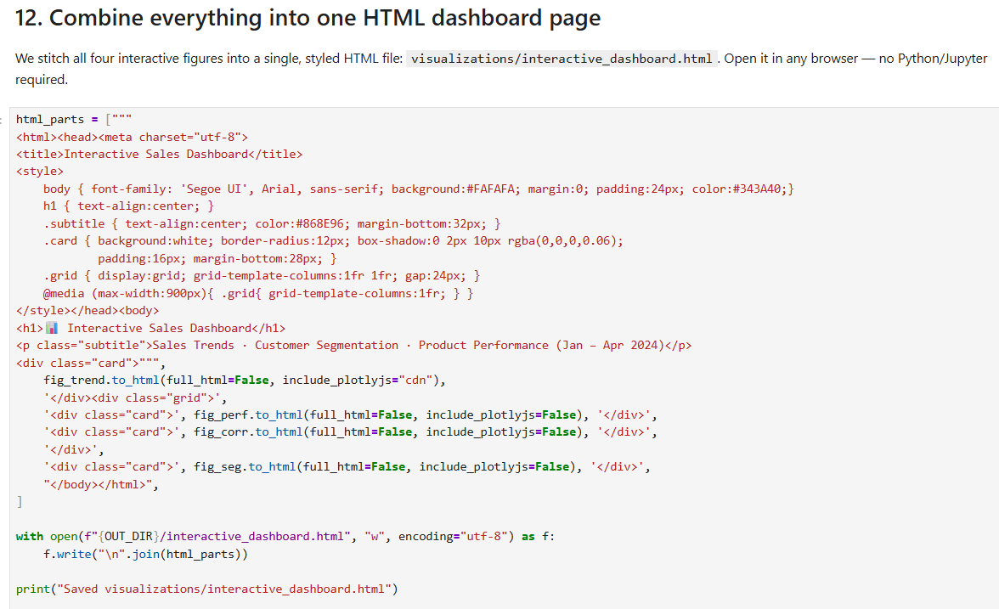 12. Combine everything into one HTML dashboard page
We stitch all four interactive figures into a single, styled HTML file: visualizations/interactive_dashboard.html . Open it in any browser — no Python/Jupyter
required.
:
html_parts = ["""
<html><head><meta charset="utf-8">
<title>Interactive Sales Dashboard</title>
<style>
    body { font-family: 'Segoe UI', Arial, sans-serif; background:#FAFAFA; margin:0; padding:24px; color:#343A40;}
    h1 { text-align:center; }
    .subtitle { text-align:center; color:#868E96; margin-bottom:32px; }
    .card { background:white; border-radius:12px; box-shadow:0 2px 10px rgba(0,0,0,0.06);
            padding:16px; margin-bottom:28px; }
    .grid { display:grid; grid-template-columns:1fr 1fr; gap:24px; }
    @media (max-width:900px){ .grid{ grid-template-columns:1fr; } }
</style></head><body>
<h1>📊 Interactive Sales Dashboard</h1>
<p class="subtitle">Sales Trends · Customer Segmentation · Product Performance (Jan – Apr 2024)</p>
<div class="card">""",
    fig_trend.to_html(full_html=False, include_plotlyjs="cdn"),
    '</div><div class="grid">',
    '<div class="card">', fig_perf.to_html(full_html=False, include_plotlyjs=False), '</div>',
    '<div class="card">', fig_corr.to_html(full_html=False, include_plotlyjs=False), '</div>',
    '</div>',
    '<div class="card">', fig_seg.to_html(full_html=False, include_plotlyjs=False), '</div>',
    "</body></html>",
]

with open(f"{OUT_DIR}/interactive_dashboard.html", "w", encoding="utf-8") as f:
    f.write("\n".join(html_parts))

print("Saved visualizations/interactive_dashboard.html")